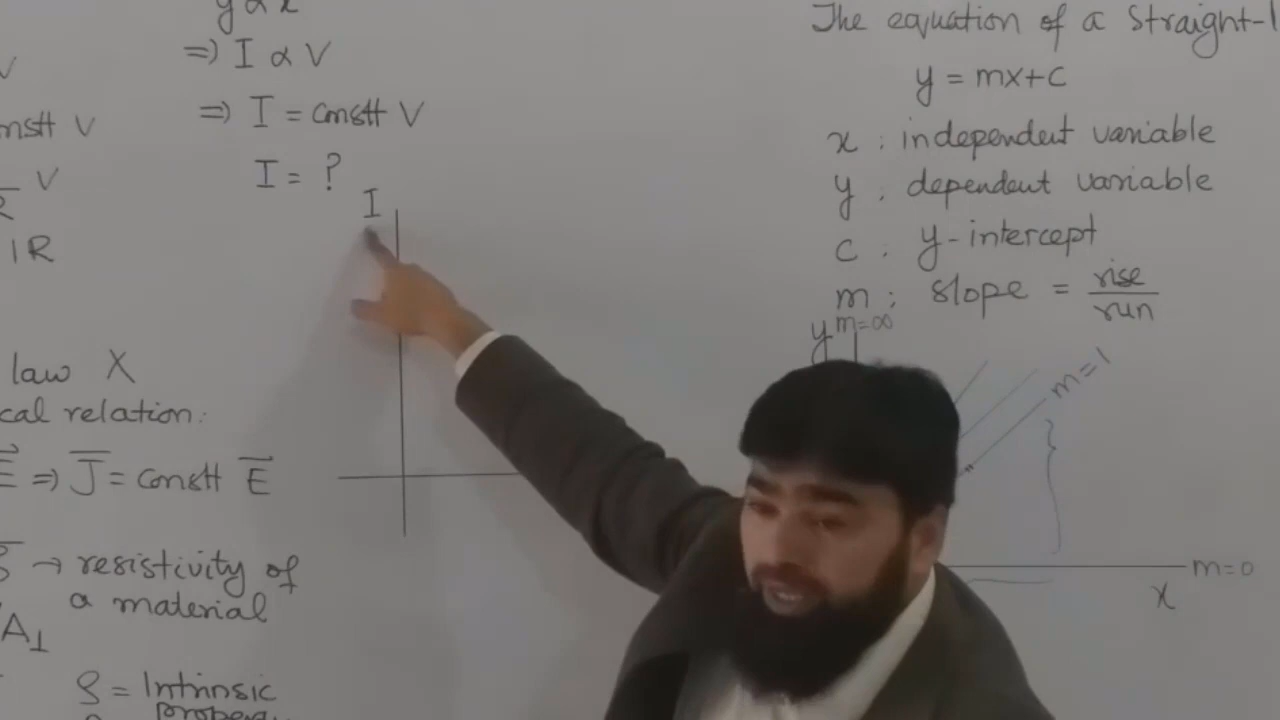 y α x
V
⇒ I α V
⇒ I = constt V
V
V
I = ?
I
IR
law X
cal relation:
E ⇒ J = constt E
→ resistivity of
a material
A⊥
ρ = Intrinsic
The equation of a straight-l
y = mx+c
x : independent variable
y : dependent variable
c : y-intercept
m : slope = rise/run
y m=∞
m=1
m=0
x